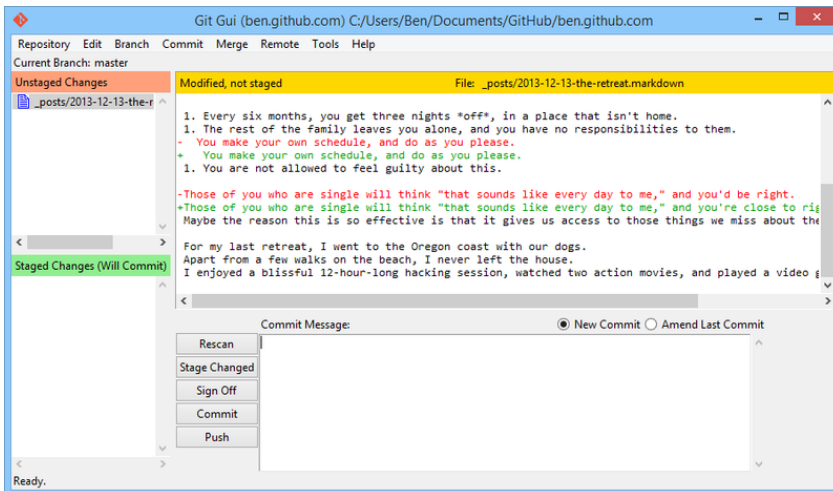 Git Gui (ben.github.com) C:/Users/Ben/Documents/GitHub/ben.github.com
Repository Edit Branch Commit Merge Remote Tools Help
Current Branch: master
Unstaged Changes
_posts/2013-12-13-the-r
Modified, not staged File: _posts/2013-12-13-the-retreat.markdown
1. Every six months, you get three nights *off*, in a place that isn't home.
1. The rest of the family leaves you alone, and you have no responsibilities to them.
- You make your own schedule, and do as you please.
+ You make your own schedule, and do as you please.
1. You are not allowed to feel guilty about this.
-Those of you who are single will think "that sounds like every day to me," and you'd be right.
+Those of you who are single will think "that sounds like every day to me," and you're close to rig
Maybe the reason this is so effective is that it gives us access to those things we miss about the
For my last retreat, I went to the Oregon coast with our dogs.
Apart from a few walks on the beach, I never left the house.
I enjoyed a blissful 12-hour-long hacking session, watched two action movies, and played a video g
Staged Changes (Will Commit)
Commit Message:
New Commit Amend Last Commit
Rescan
Stage Changed
Sign Off
Commit
Push
Ready.